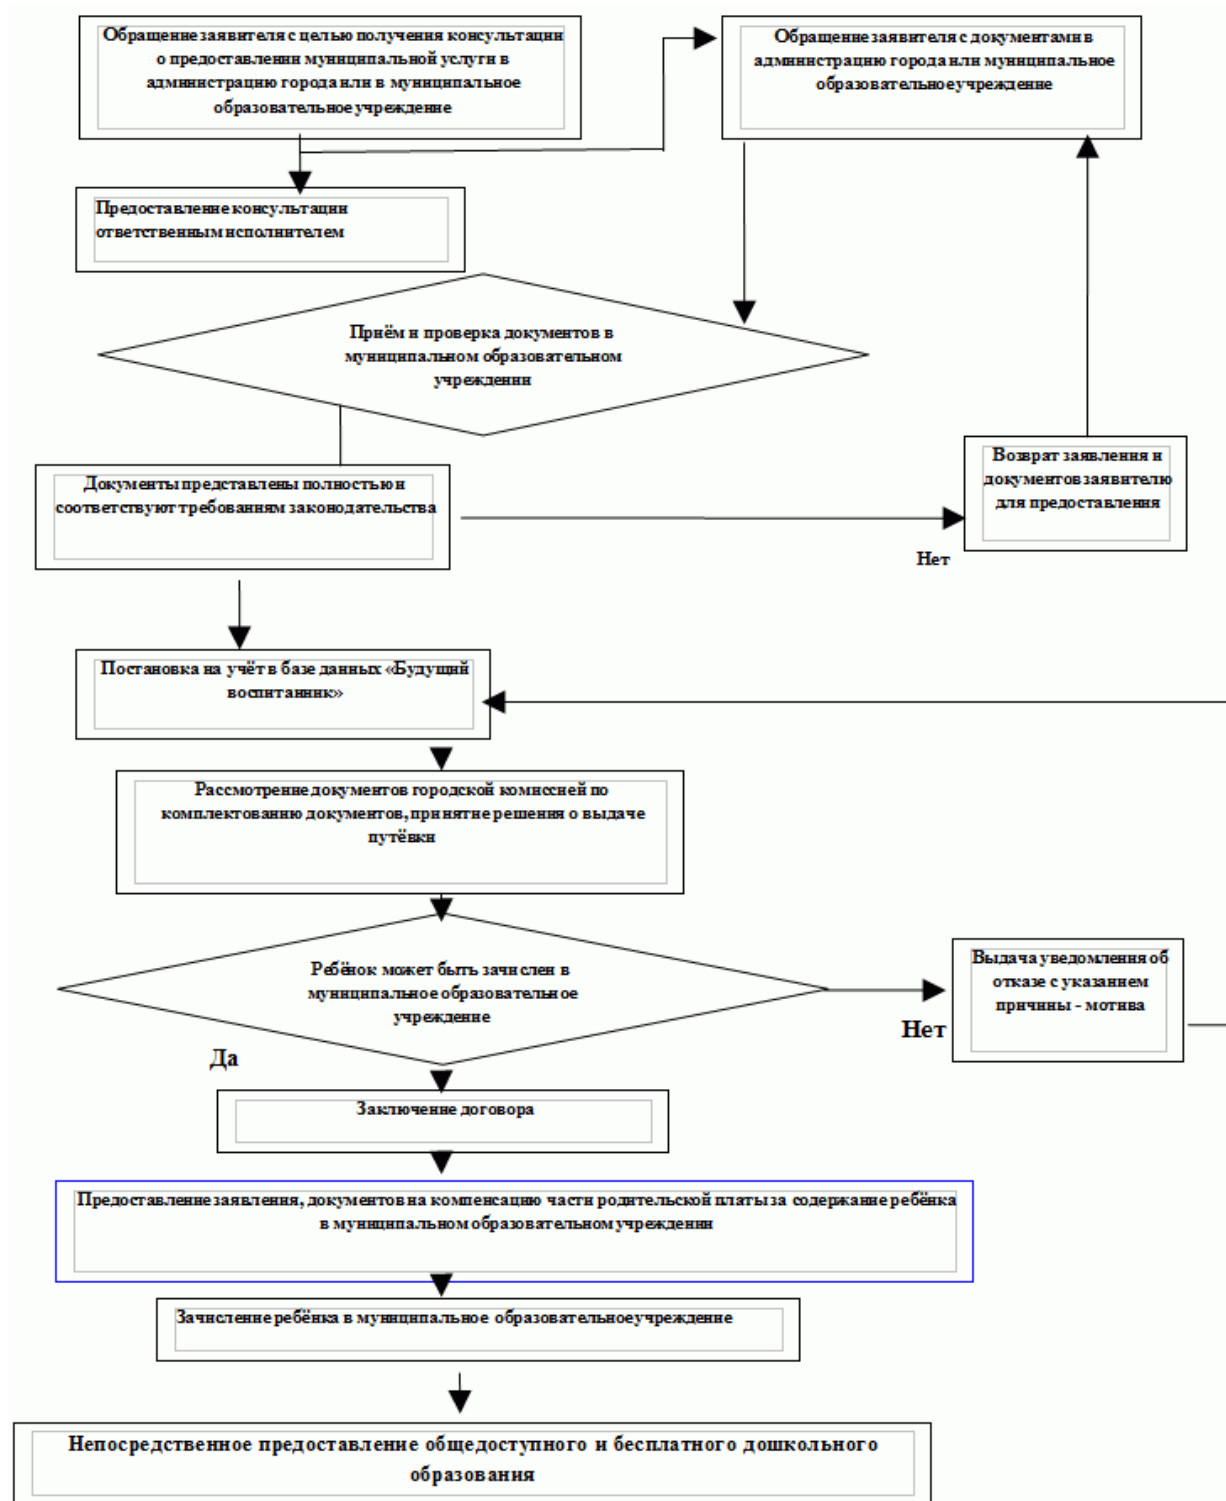 Обращение заявителя с целью получения консультации
о предоставлении муниципальной услуги в
администрацию города или в муниципальное
образовательное учреждение
Обращение заявителя с документами в
администрацию города или муниципальное
образовательное учреждение
Предоставление консультации
ответственным исполнителем
Приём и проверка документов в
муниципальном образовательном
учреждении
Документы представлены полностью и
соответствуют требованиям законодательства
Возврат заявления и
документов заявителю
для предоставления
Нет
Постановка на учёт в базе данных «Будущий
воспитанник»
Рассмотрение документов городской комиссией по
комплектованию документов, принятие решения о выдаче
путёвки
Ребёнок может быть зачислен в
муниципальное образовательное
учреждение
Выдача уведомления об
отказе с указанием
причины - мотива
Нет
Да
Заключение договора
Предоставление заявления, документов на компенсацию части родительской платы за содержание ребёнка
в муниципальном образовательном учреждении
Зачисление ребёнка в муниципальное образовательное учреждение
Непосредственное предоставление общедоступного и бесплатного дошкольного
образования